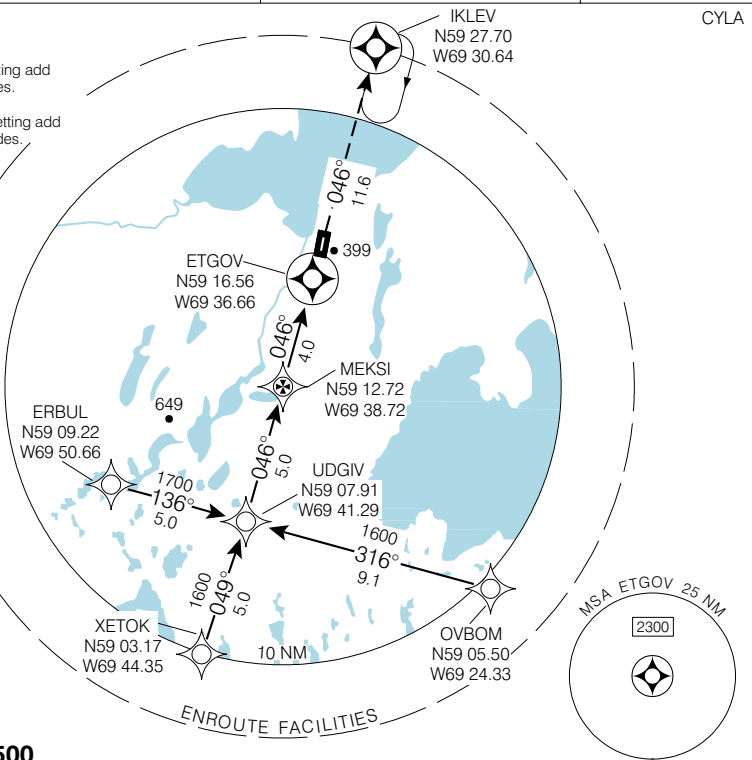 CYLA
IKLEV
N59 27.70
W69 30.64
ting add
es.
etting add
des.
046°
11.6
399
ETGOV
N59 16.56
W69 36.66
046°
4.0
MEKSI
N59 12.72
W69 38.72
649
ERBUL
N59 09.22
W69 50.66
046°
5.0
UDGIV
N59 07.91
W69 41.29
1700
136°
5.0
1600
316°
9.1
1600
049°
5.0
XETOK
N59 03.17
W69 44.35
10 NM
OVBOM
N59 05.50
W69 24.33
MSA ETGOV 25 NM
2300
ENROUTE FACILITIES
500